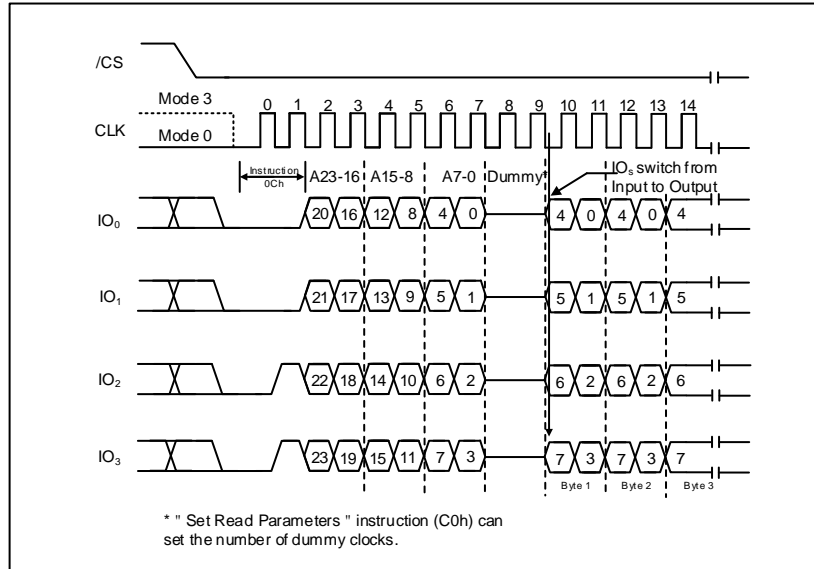 /CS
Mode 3
0 1 2 3 4 5 6 7 8 9 10 11 12 13 14
CLK
Mode 0
Instruction
0Ch
A23-16 A15-8 A7-0 Dummy*
IOs switch from
Input to Output
IO0 20 16 12 8 4 0 4 0 4 0 4
IO1 21 17 13 9 5 1 5 1 5 1 5
IO2 22 18 14 10 6 2 6 2 6 2 6
IO3 23 19 15 11 7 3 7 3 7 3 7
Byte 1 Byte 2 Byte 3
* " Set Read Parameters " instruction (C0h) can
set the number of dummy clocks.